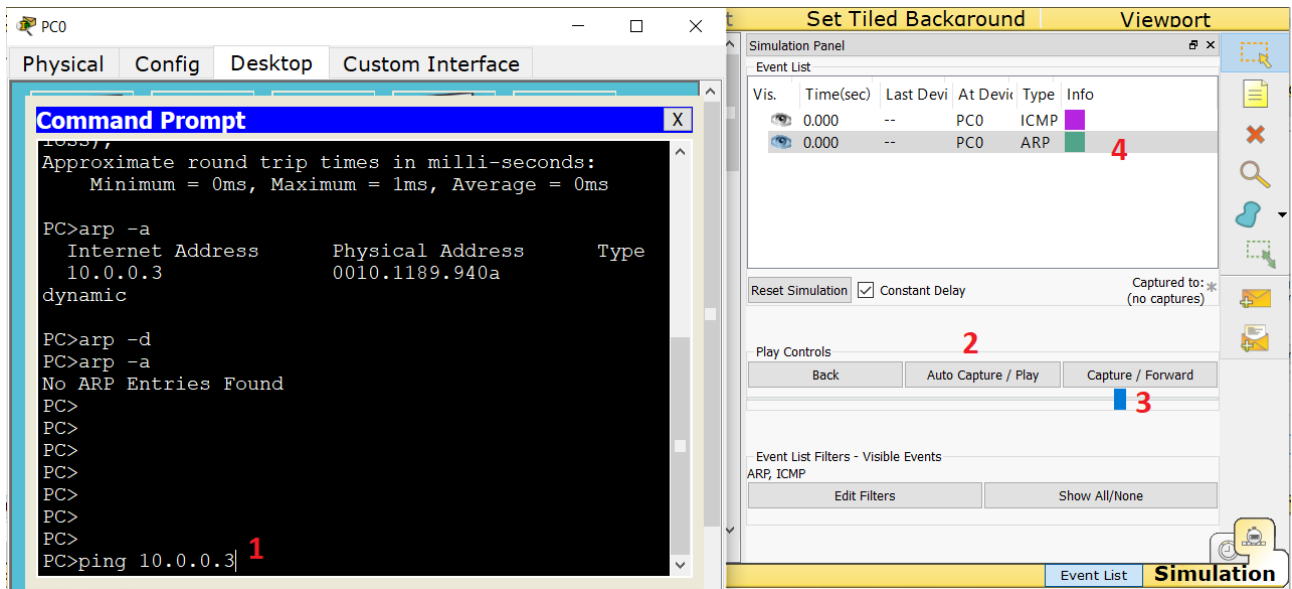 PC0
Physical Config Desktop Custom Interface
Command Prompt X
loss),
Approximate round trip times in milli-seconds:
Minimum = 0ms, Maximum = 1ms, Average = 0ms
PC>arp -a
Internet Address Physical Address Type
10.0.0.3 0010.1189.940a
dynamic
PC>arp -d
PC>arp -a
No ARP Entries Found
PC>
PC>
PC>
PC>
PC>
PC>
PC>
PC>ping 10.0.0.3 1
Set Tiled Background Viewport
Simulation Panel
Event List
Vis. Time(sec) Last Devi At Devic Type Info
0.000 -- PC0 ICMP
0.000 -- PC0 ARP 4
Reset Simulation Constant Delay Captured to: *
(no captures)
2
Play Controls
Back Auto Capture / Play Capture / Forward
3
Event List Filters - Visible Events
ARP, ICMP
Edit Filters Show All/None
Event List Simulation